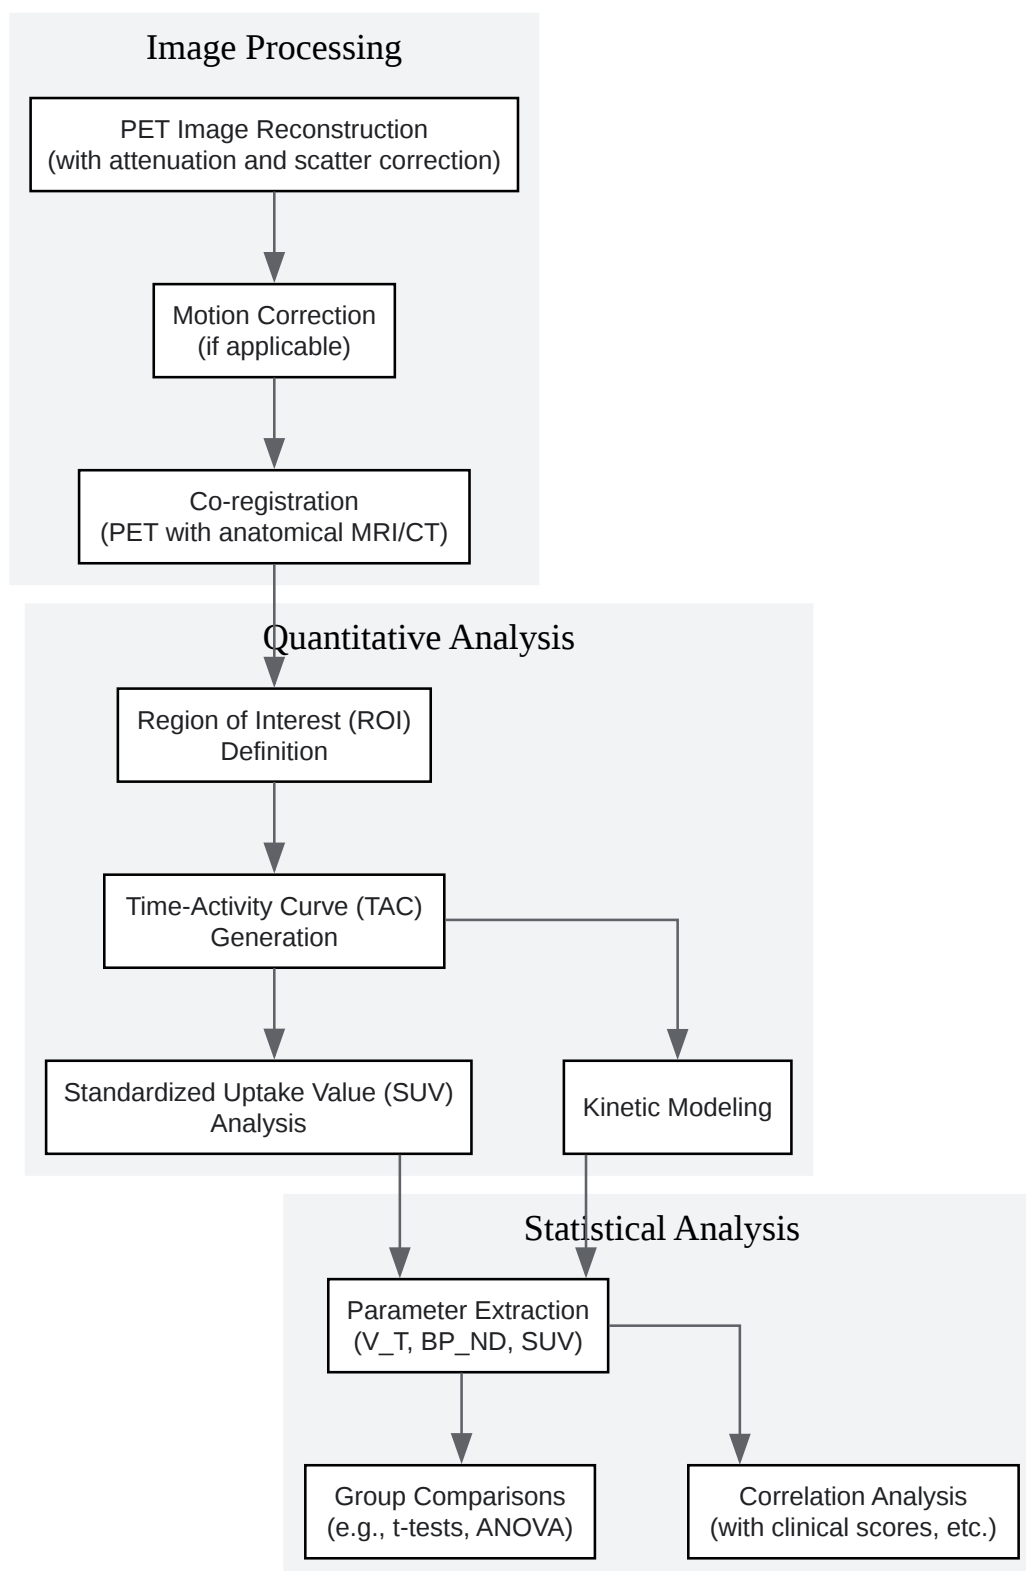 Image Processing
PET Image Reconstruction
(with attenuation and scatter correction)
Motion Correction
(if applicable)
Co-registration
(PET with anatomical MRI/CT)
Quantitative Analysis
Region of Interest (ROI)
Definition
Time-Activity Curve (TAC)
Generation
Standardized Uptake Value (SUV)
Analysis
Kinetic Modeling
Statistical Analysis
Parameter Extraction
(V_T, BP_ND, SUV)
Group Comparisons
(e.g., t-tests, ANOVA)
Correlation Analysis
(with clinical scores, etc.)